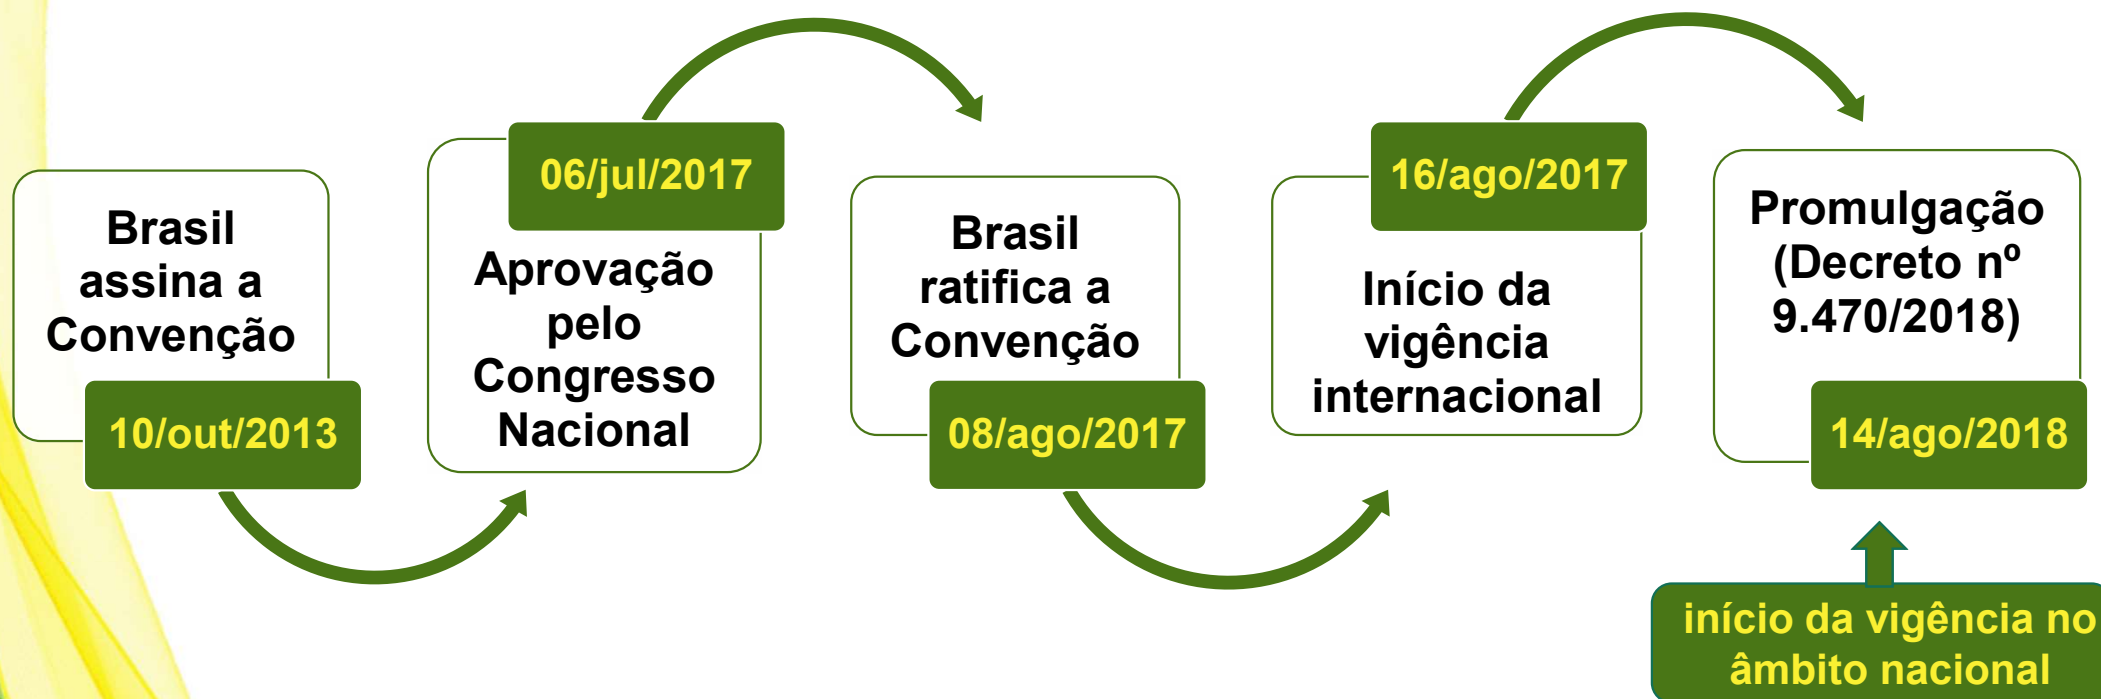 Brasil
assina a
Convenção
10/out/2013
06/jul/2017
Aprovação
pelo
Congresso
Nacional
Brasil
ratifica a
Convenção
08/ago/2017
16/ago/2017
Início da
vigência
internacional
Promulgação
(Decreto nº
9.470/2018)
14/ago/2018
início da vigência no
âmbito nacional